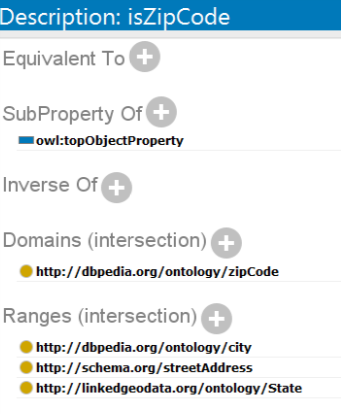 Description: isZipCode
Equivalent To
SubProperty Of
owl:topObjectProperty
Inverse Of
Domains (intersection)
http://dbpedia.org/ontology/zipCode
Ranges (intersection)
http://dbpedia.org/ontology/city
http://schema.org/streetAddress
http://linkedgeodata.org/ontology/State